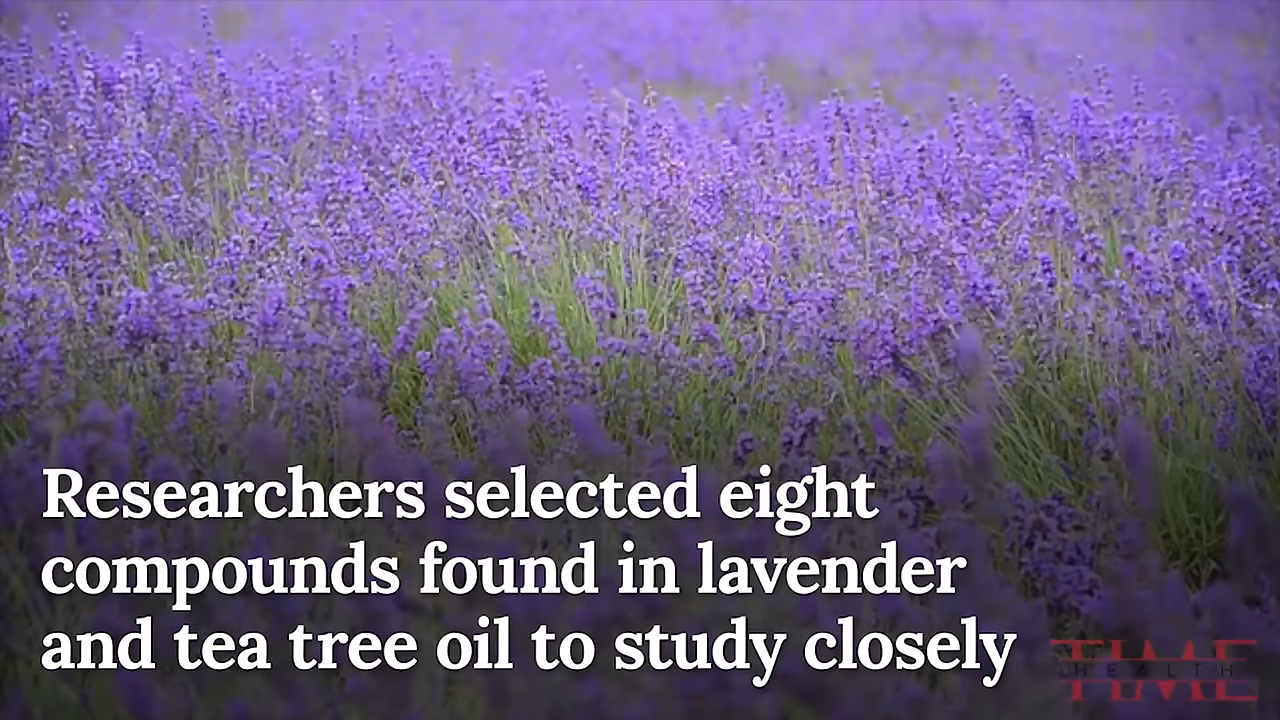 Researchers selected eight
compounds found in lavender
and tea tree oil to study closely
TIME
HEALTH